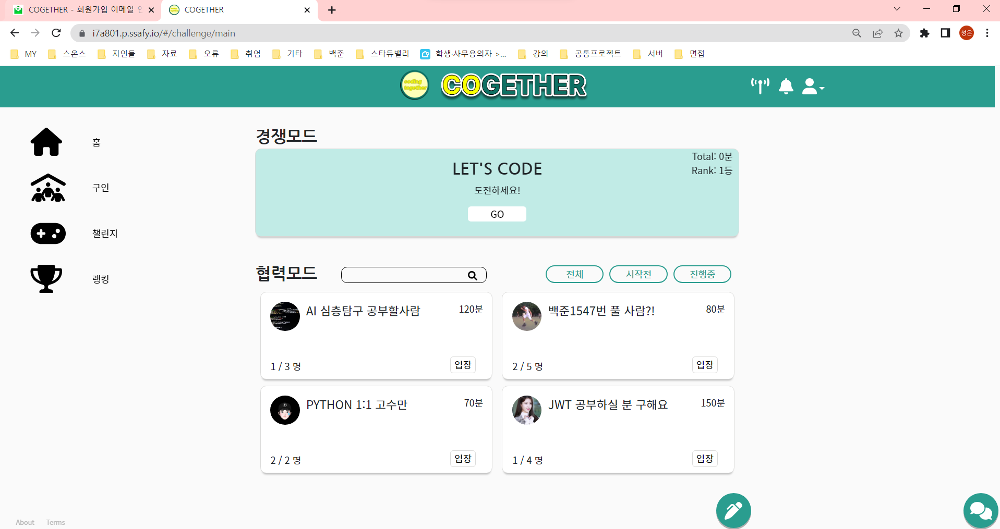 COGETHER - 회원가입 이메일
COGETHER
i7a801.p.ssafy.io/#/challenge/main
성은
MY 스온스 지인들 자료 오류 취업 기타 백준 스타듀밸리 학생·사무용의자 >... 강의 공통프로젝트 서버 면접
coding
together
COGETHER
홈
구인
챌린지
랭킹
경쟁모드
Total: 0분
Rank: 1등
LET'S CODE
도전하세요!
GO
협력모드
전체 시작전 진행중
AI 심층탐구 공부할사람 120분
1 / 3 명 입장
백준1547번 풀 사람?! 80분
2 / 5 명 입장
PYTHON 1:1 고수만 70분
2 / 2 명 입장
JWT 공부하실 분 구해요 150분
1 / 4 명 입장
About Terms